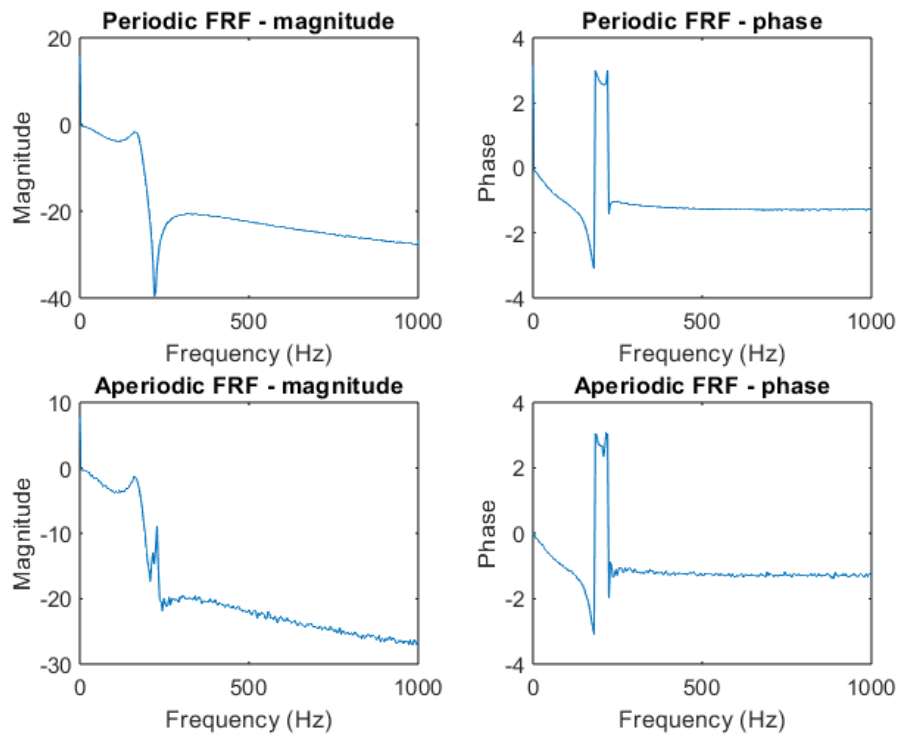 Periodic FRF - magnitude
20
0
-20
-40
Magnitude
0 500 1000
Frequency (Hz)
Periodic FRF - phase
4
2
0
-2
-4
Phase
0 500 1000
Frequency (Hz)
Aperiodic FRF - magnitude
10
0
-10
-20
-30
Magnitude
0 500 1000
Frequency (Hz)
Aperiodic FRF - phase
4
2
0
-2
-4
Phase
0 500 1000
Frequency (Hz)